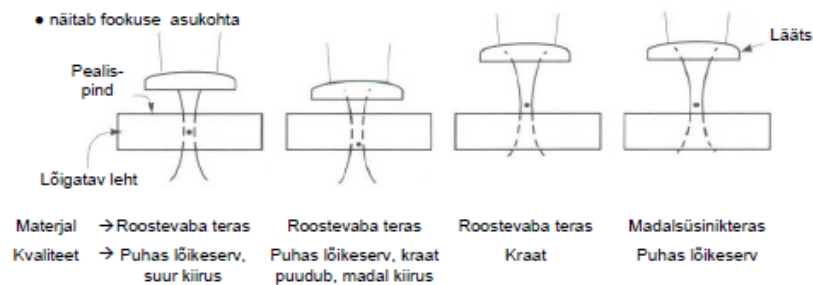 ● näitab fookuse asukohta
Lääts
Pealis-
pind
Lõigatav leht
Materjal → Roostevaba teras Roostevaba teras Roostevaba teras Madalsüsinikteras
Kvaliteet → Puhas lõikeserv, Puhas lõikeserv, kraat Kraat Puhas lõikeserv
suur kiirus puudub, madal kiirus